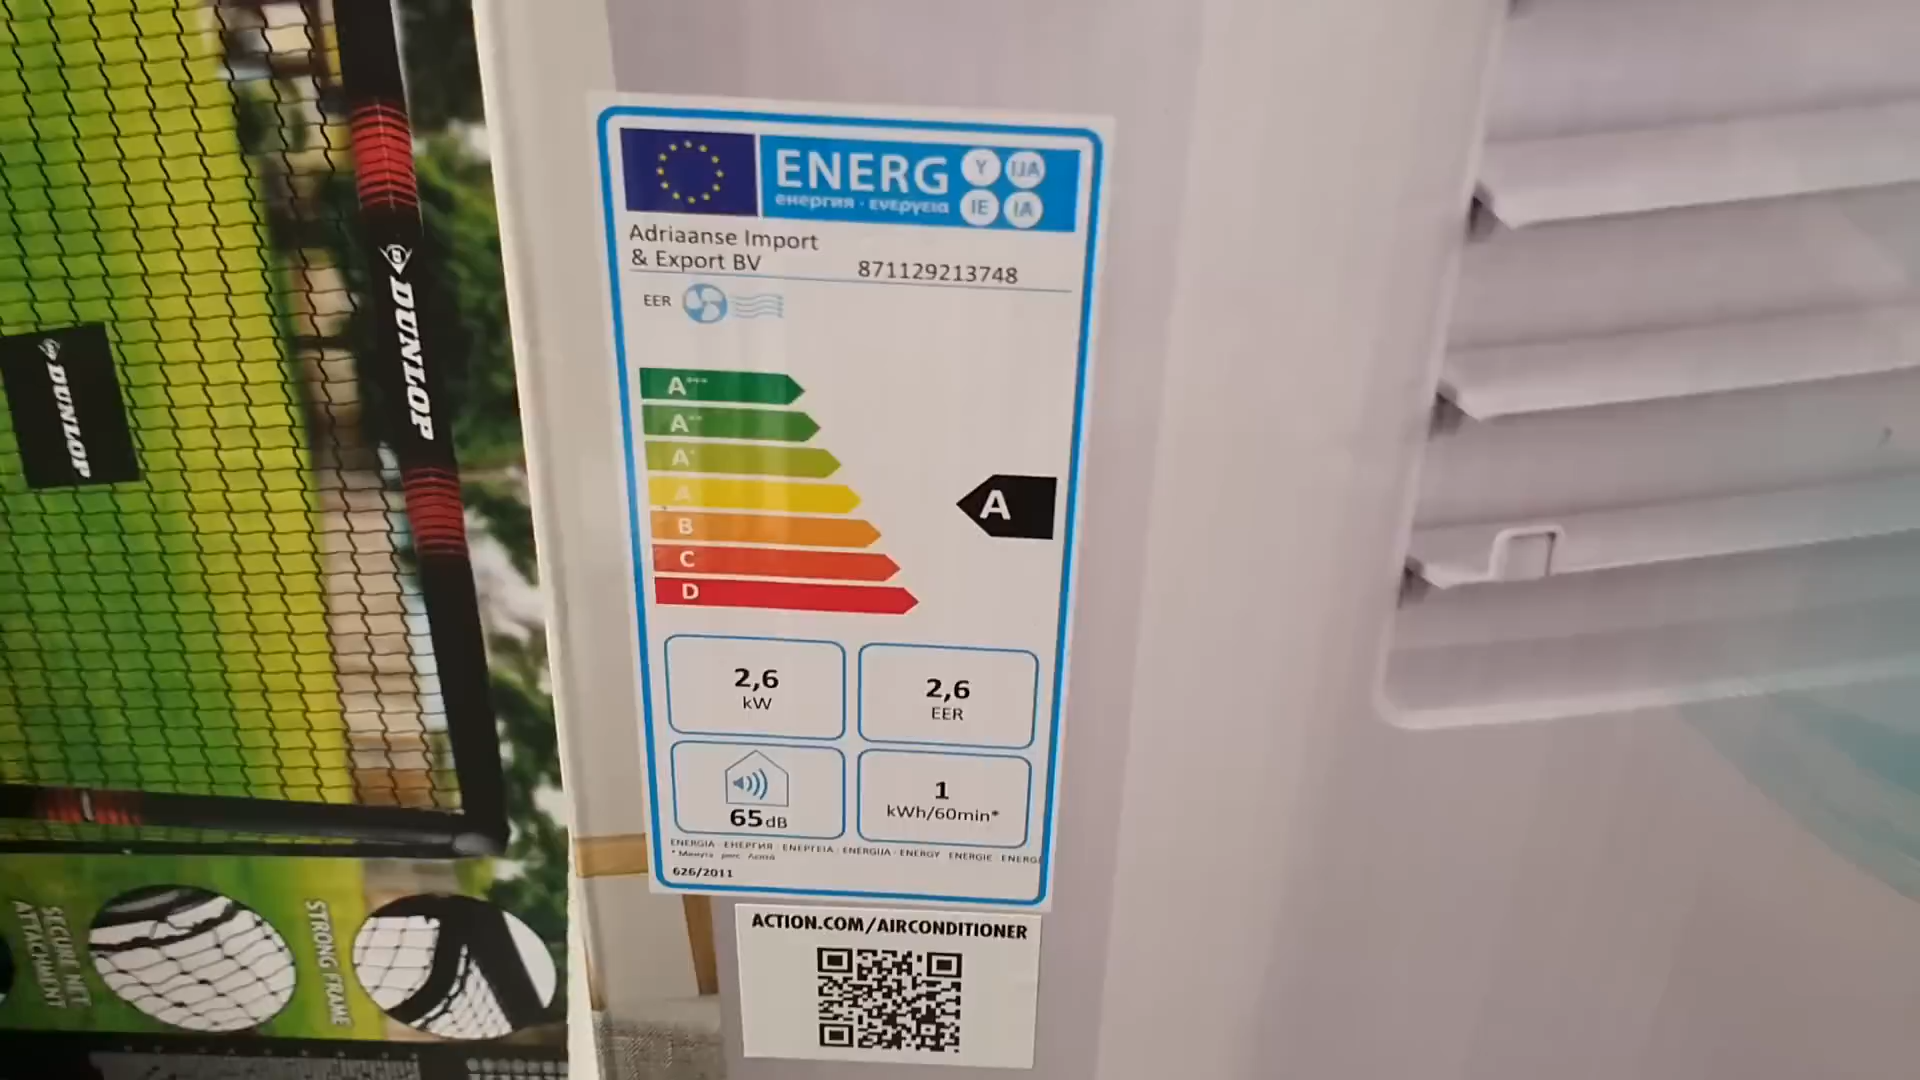 DUNLOP
DUNLOP
SECURE NET
ATTACHMENT
STRONG FRAME
ENERG
Y IJA
IE IA
енергия · ενεργεια
Adriaanse Import
& Export BV
871129213748
EER
A+++
A++
A+
A
B
C
D
A
2,6
kW
2,6
EER
65 dB
1
kWh/60min*
ENERGIA · ЕНЕРГИЯ · ΕΝΕΡΓΕΙΑ · ENERGIJA · ENERGY · ENERGIE · ENERGI
626/2011
ACTION.COM/AIRCONDITIONER